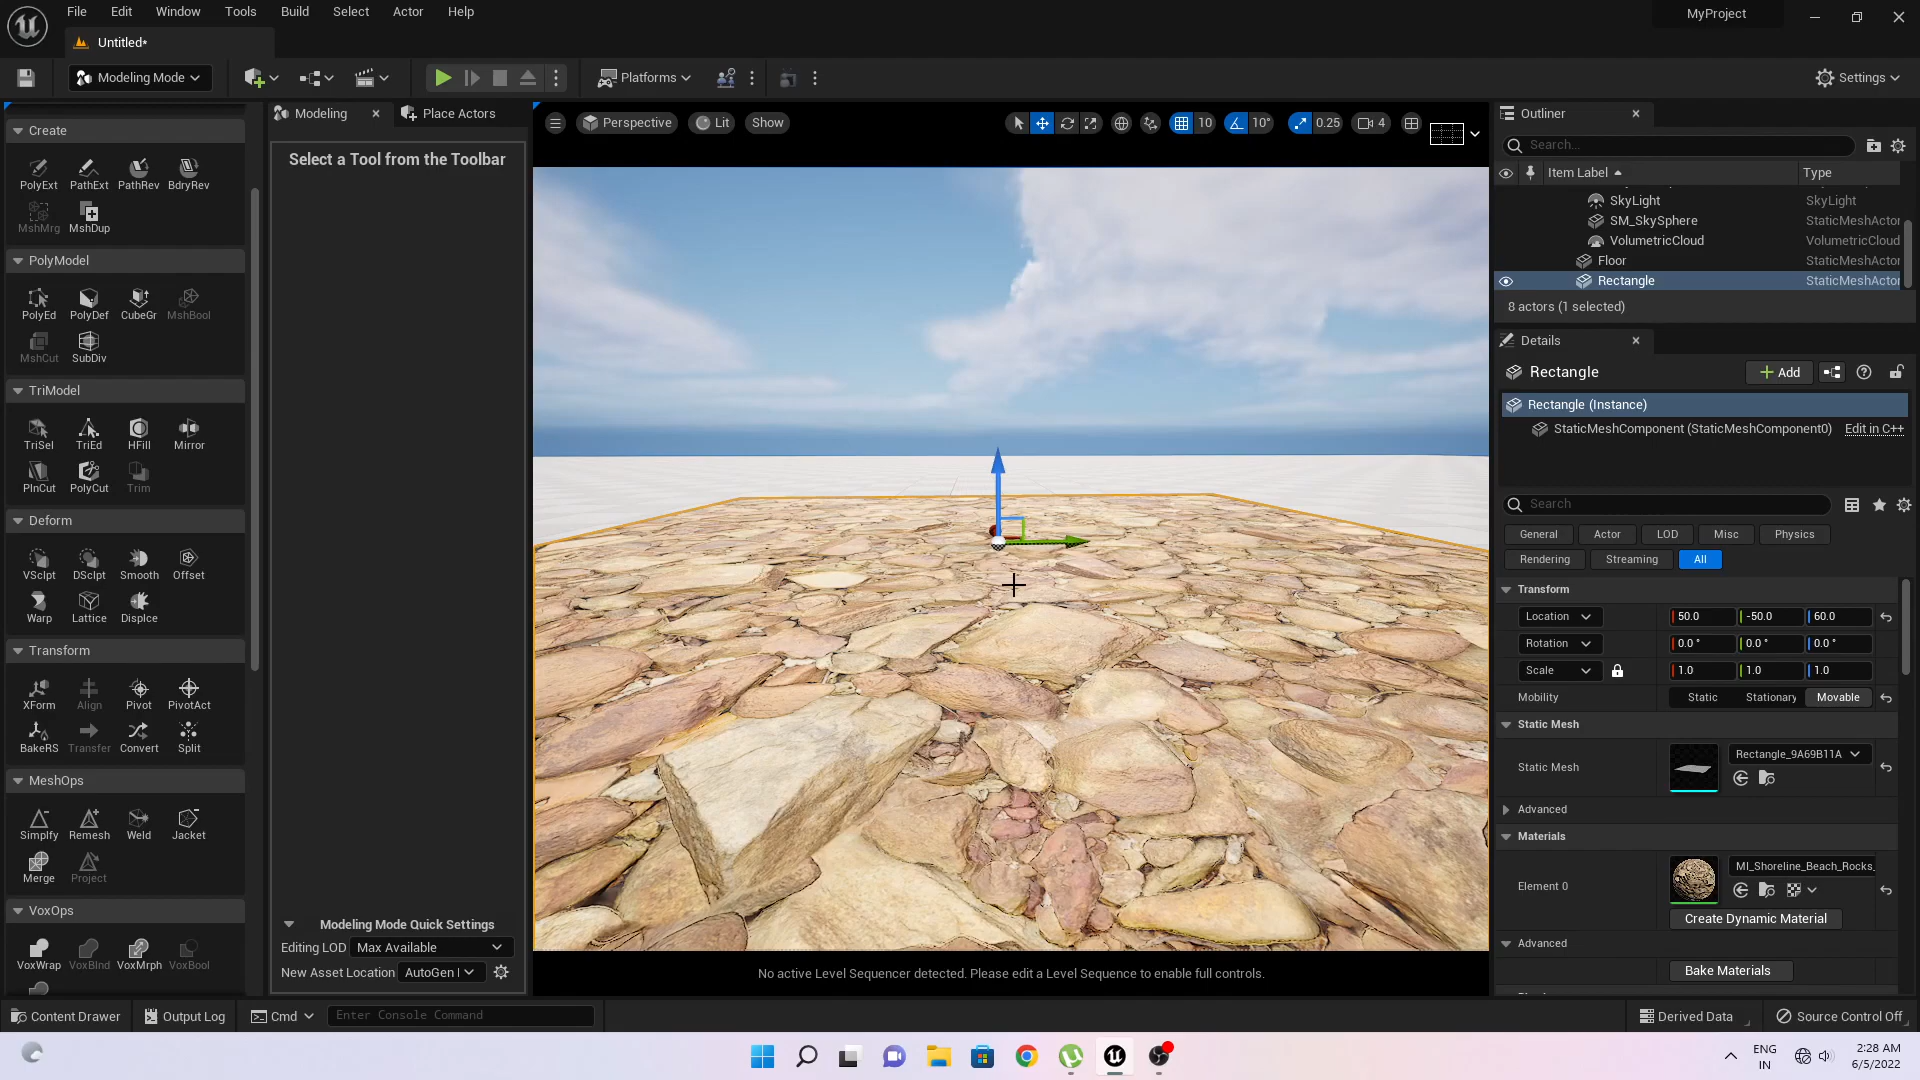 File Edit Window Tools Build Select Actor Help
MyProject
Untitled*
Modeling Mode
Platforms
Settings
Create
PolyExt PathExt PathRev BdryRev
MshMrg MshDup
PolyModel
PolyEd PolyDef CubeGr MshBool
MshCut SubDiv
TriModel
TriSel TriEd HFill Mirror
PlnCut PolyCut Trim
Deform
VSclpt DSclpt Smooth Offset
Warp Lattice Displce
Transform
XForm Align Pivot PivotAct
BakeRS Transfer Convert Split
MeshOps
Simplfy Remesh Weld Jacket
Merge Project
VoxOps
VoxWrap VoxBlnd VoxMrph VoxBool
Modeling Place Actors
Select a Tool from the Toolbar
Modeling Mode Quick Settings
Editing LOD Max Available
New Asset Location AutoGen
Perspective Lit Show
10 10° 0.25 4
No active Level Sequencer detected. Please edit a Level Sequence to enable full controls.
Outliner
Search...
Item Label Type
SkyLight SkyLight
SM_SkySphere StaticMeshActor
VolumetricCloud VolumetricCloud
Floor StaticMeshActor
Rectangle StaticMeshActor
8 actors (1 selected)
Details
Rectangle Add
Rectangle (Instance)
StaticMeshComponent (StaticMeshComponent0) Edit in C++
Search
General Actor LOD Misc Physics
Rendering Streaming All
Transform
Location 50.0 -50.0 60.0
Rotation 0.0 ° 0.0 ° 0.0 °
Scale 1.0 1.0 1.0
Mobility Static Stationary Movable
Static Mesh
Static Mesh Rectangle_9A69B11A
Advanced
Materials
Element 0 MI_Shoreline_Beach_Rocks_
Create Dynamic Material
Advanced
Bake Materials
Content Drawer Output Log Cmd Enter Console Command Derived Data Source Control Off
ENG
IN
2:28 AM
6/5/2022